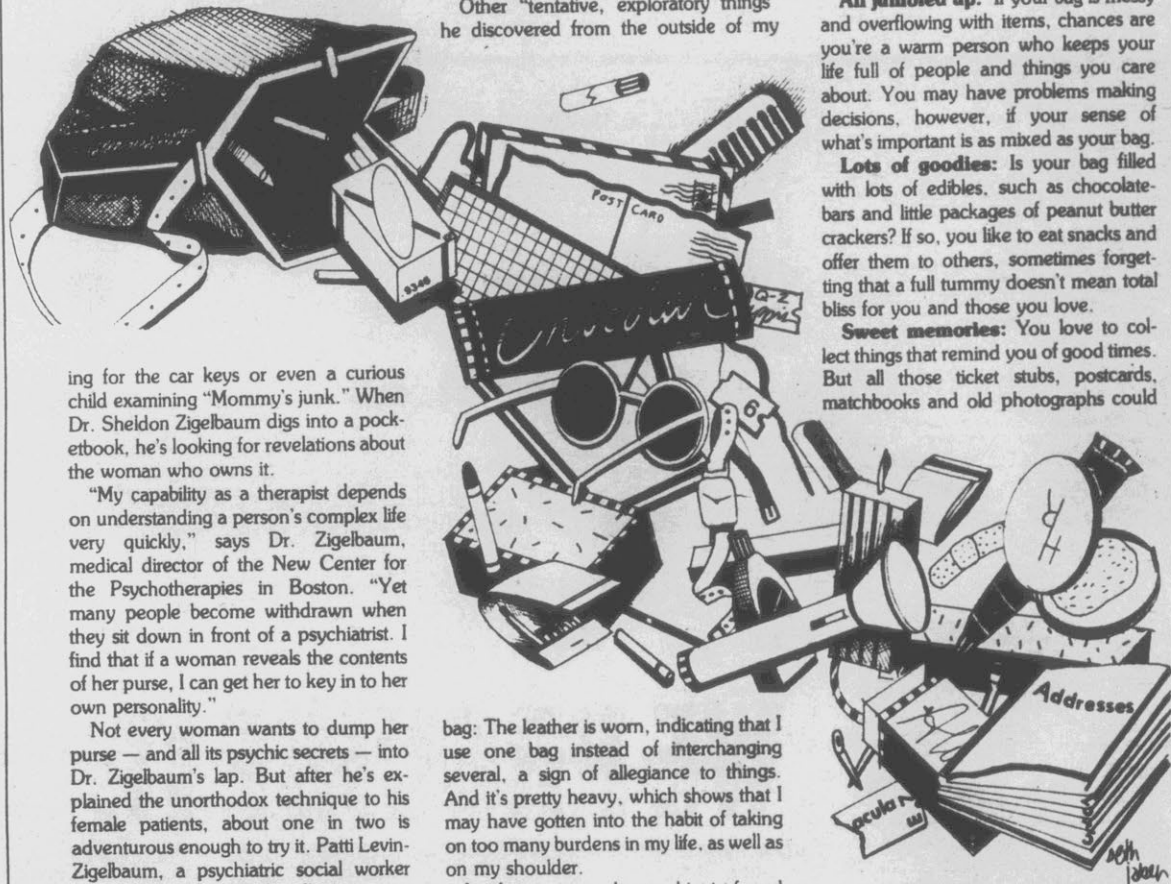 ing for the car keys or even a curious
child examining “Mommy’s junk.” When
Dr. Sheldon Zigelbaum digs into a pock-
etbook, he’s looking for revelations about
the woman who owns it.
“My capability as a therapist depends
on understanding a person’s complex life
very quickly,” says Dr. Zigelbaum,
medical director of the New Center for
the Psychotherapies in Boston. “Yet
many people become withdrawn when
they sit down in front of a psychiatrist. I
find that if a woman reveals the contents
of her purse, I can get her to key in to her
own personality.”
Not every woman wants to dump her
purse — and all its psychic secrets — into
Dr. Zigelbaum’s lap. But after he’s ex-
plained the unorthodox technique to his
female patients, about one in two is
adventurous enough to try it. Patti Levin-
Zigelbaum, a psychiatric social worker
Other “tentative, exploratory things”
he discovered from the outside of my
bag: The leather is worn, indicating that I
use one bag instead of interchanging
several, a sign of allegiance to things.
And it’s pretty heavy, which shows that I
may have gotten into the habit of taking
on too many burdens in my life, as well as
on my shoulder.
All jumbled up: If your bag is messy
and overflowing with items, chances are
you’re a warm person who keeps your
life full of people and things you care
about. You may have problems making
decisions, however, if your sense of
what’s important is as mixed as your bag.
Lots of goodies: Is your bag filled
with lots of edibles, such as chocolate-
bars and little packages of peanut butter
crackers? If so, you like to eat snacks and
offer them to others, sometimes forget-
ting that a full tummy doesn’t mean total
bliss for you and those you love.
Sweet memories: You love to col-
lect things that remind you of good times.
But all those ticket stubs, postcards,
matchbooks and old photographs could
POST CARD
Q-Z
6
Addresses
acular